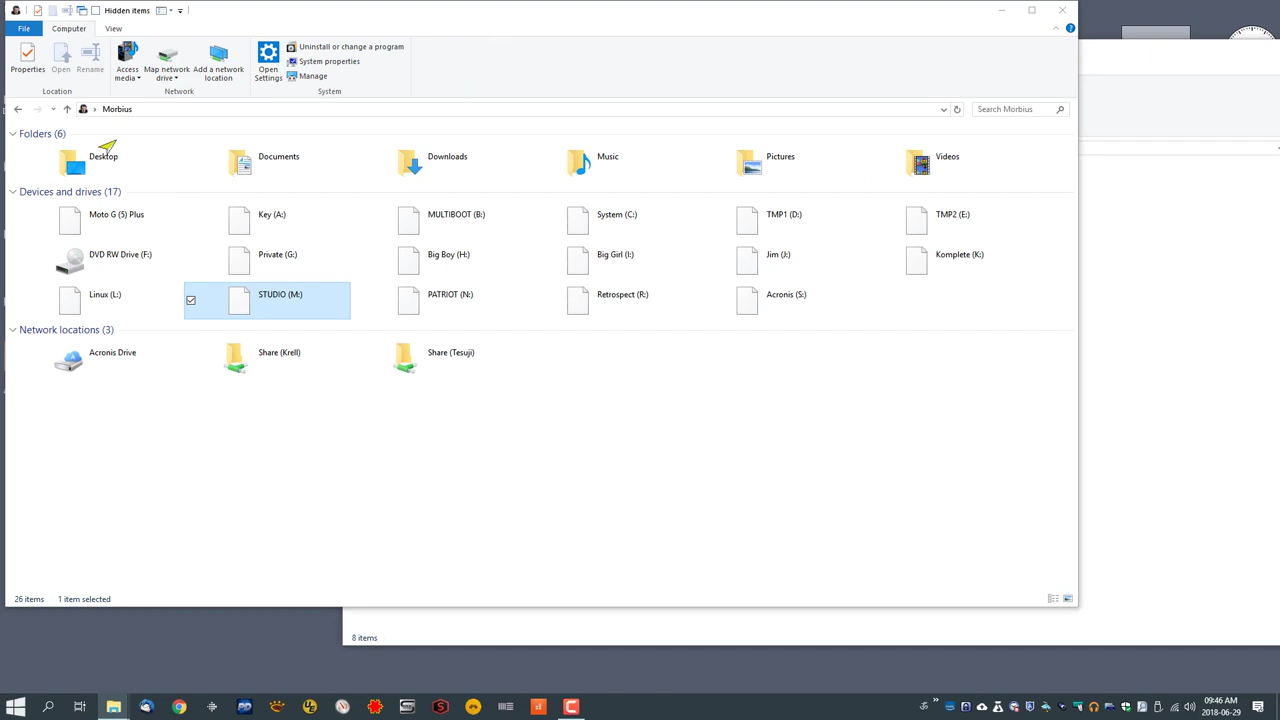 Hidden items
File
Computer
View
Properties
Open
Rename
Access media
Map network drive
Add a network location
Open Settings
Uninstall or change a program
System properties
Manage
Location
Network
System
Morbius
Search Morbius
Folders (6)
Desktop
Documents
Downloads
Music
Pictures
Videos
Devices and drives (17)
Moto G (5) Plus
Key (A:)
MULTIBOOT (B:)
System (C:)
TMP1 (D:)
TMP2 (E:)
DVD RW Drive (F:)
Private (G:)
Big Boy (H:)
Big Girl (I:)
Jim (J:)
Komplete (K:)
Linux (L:)
STUDIO (M:)
PATRIOT (N:)
Retrospect (R:)
Acronis (S:)
Network locations (3)
Acronis Drive
Share (Krell)
Share (Tesuji)
26 items
1 item selected
8 items
09:46 AM
2018-06-29